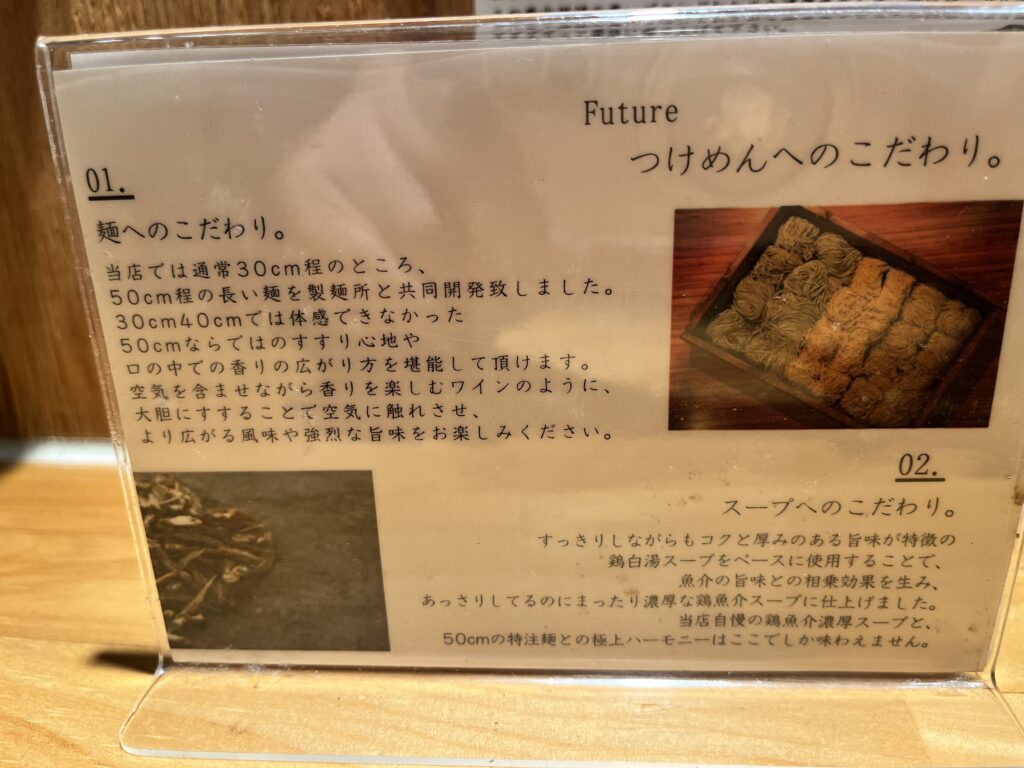 Future
つけめんへのこだわり。
01.
麺へのこだわり。
当店では通常30cm程のところ、
50cm程の長い麺を製麺所と共同開発致しました。
30cm40cmでは体感できなかった
50cmならではのすすり心地や
口の中での香りの広がり方を堪能して頂けます。
空気を含ませながら香りを楽しむワインのように、
大胆にすすることで空気に触れさせ、
より広がる風味や強烈な旨味をお楽しみください。
02.
スープへのこだわり。
すっきりしながらもコクと厚みのある旨味が特徴の
鶏白湯スープをベースに使用することで、
魚介の旨味との相乗効果を生み、
あっさりしてるのにまったり濃厚な鶏魚介スープに仕上げました。
当店自慢の鶏魚介濃厚スープと、
50cmの特注麺との極上ハーモニーはここでしか味わえません。